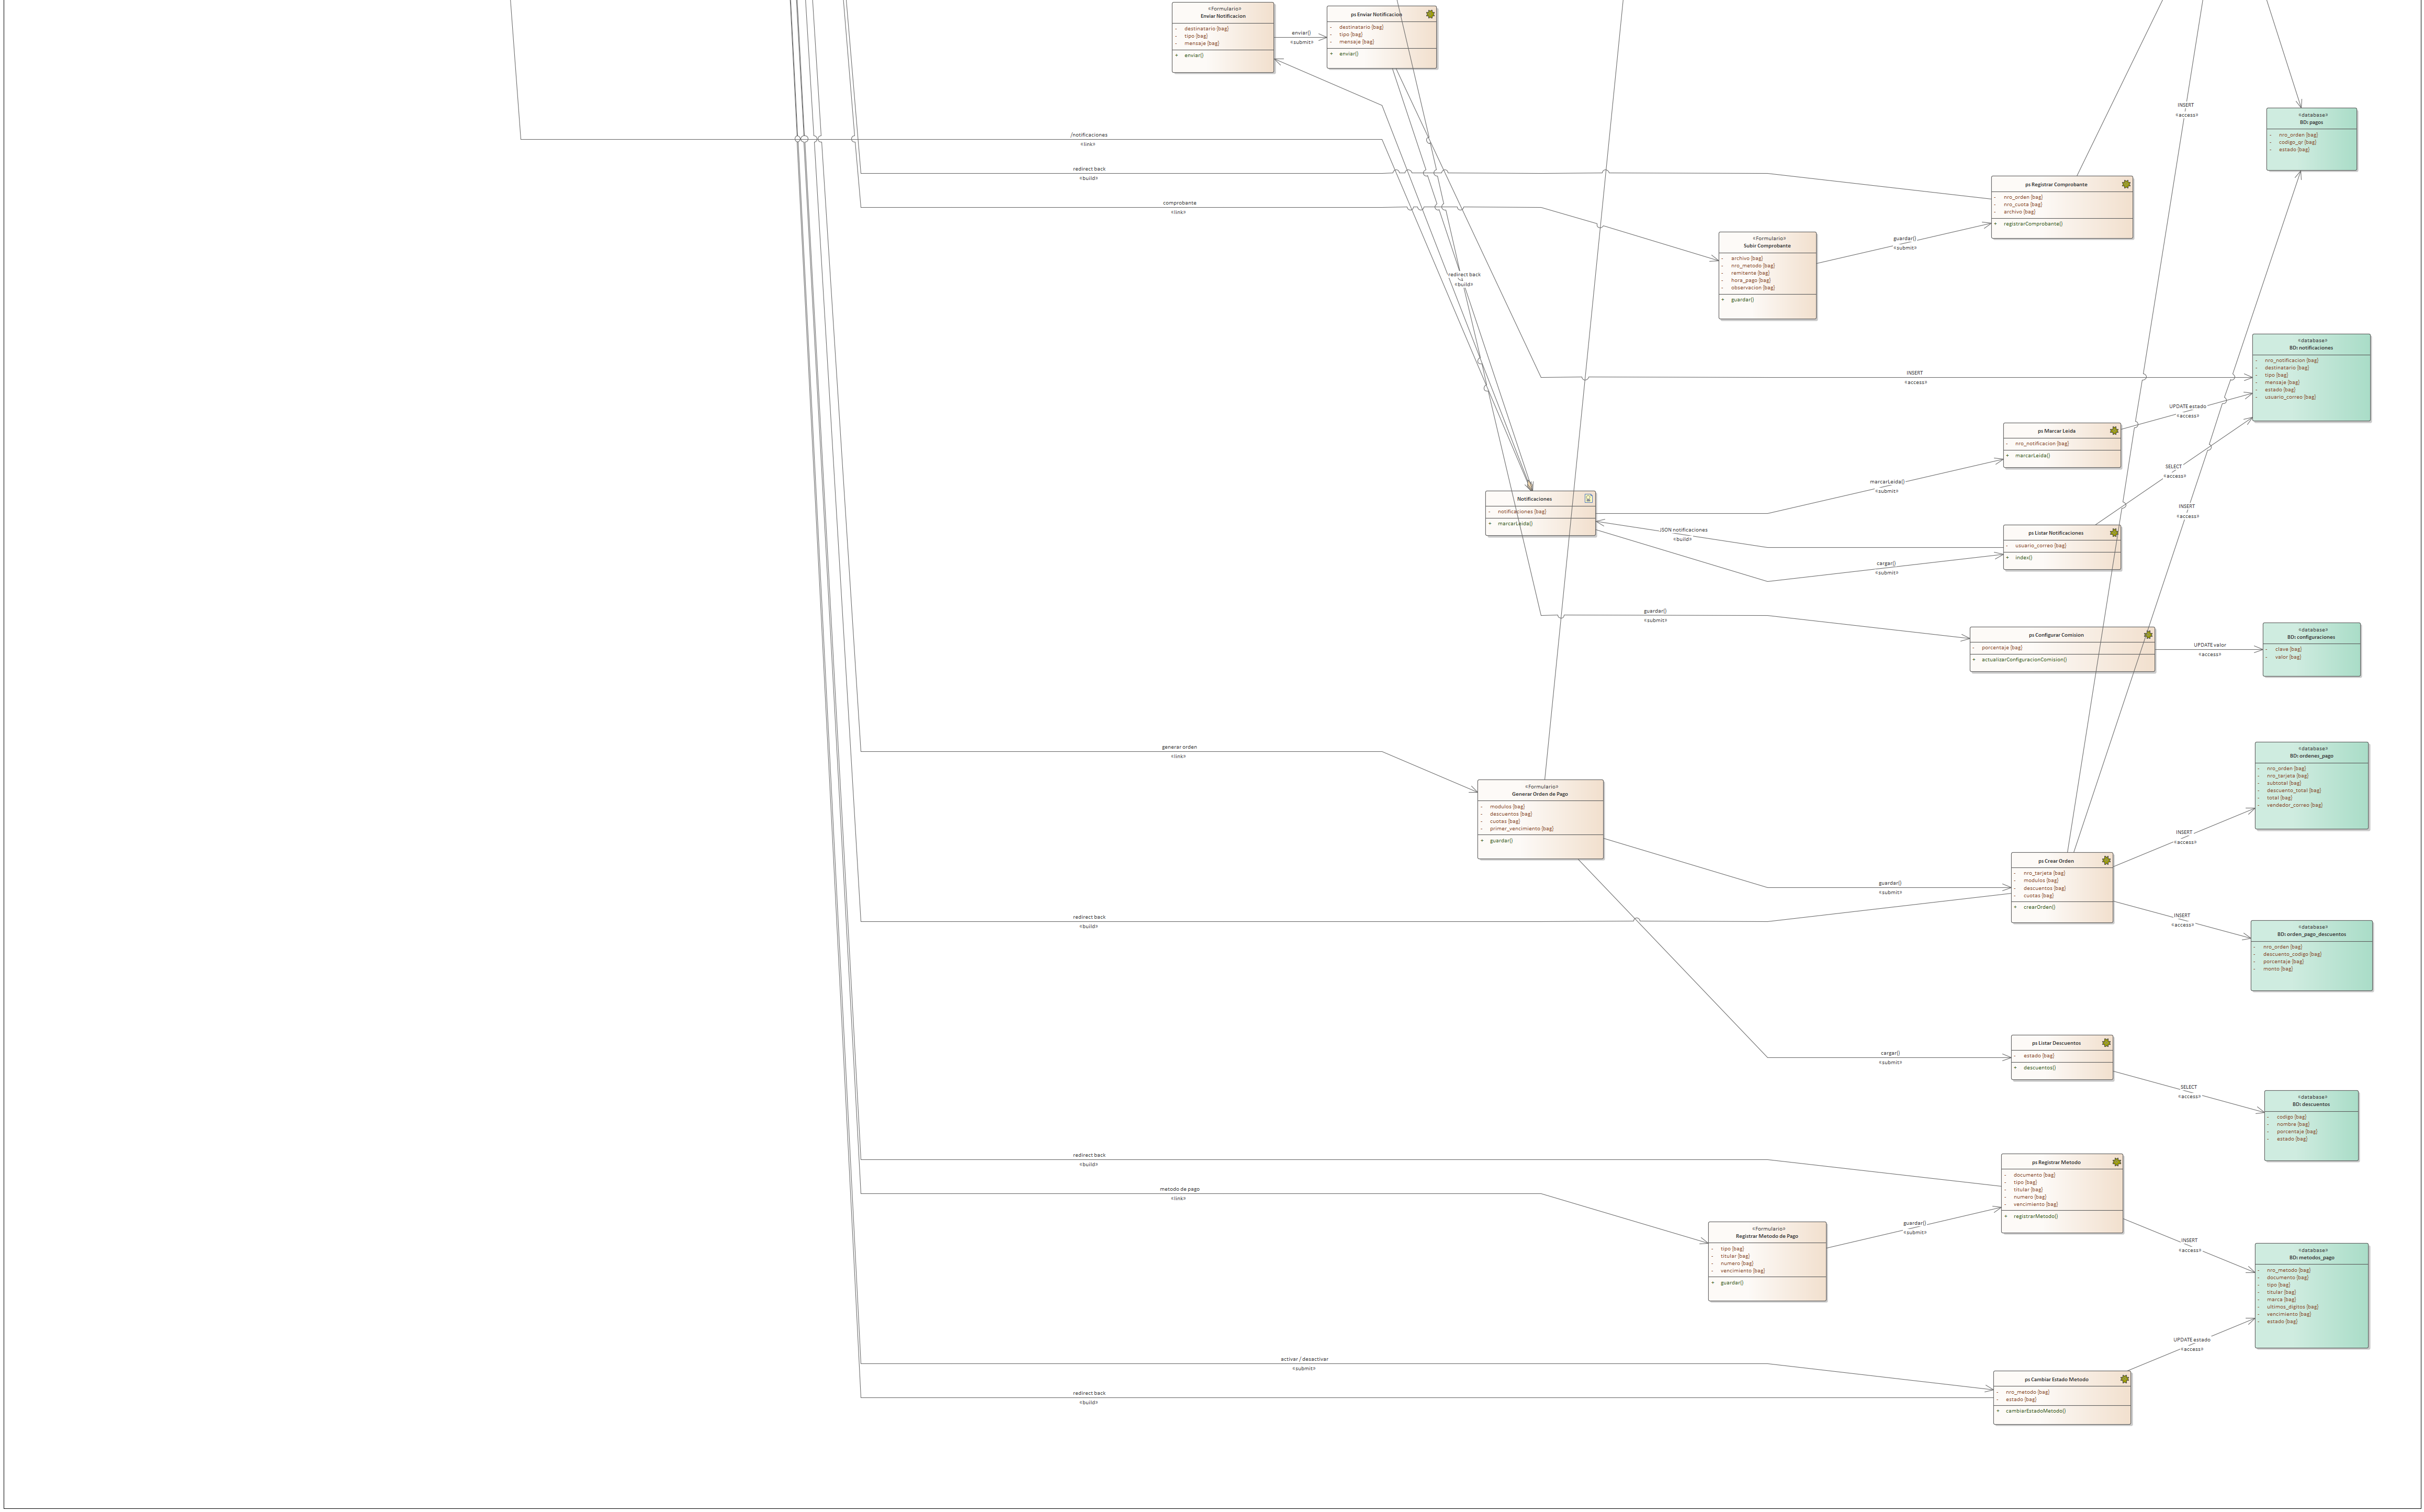 «Formulario»
Enviar Notificacion
- destinatario {bag}
- tipo {bag}
- mensaje {bag}
+ enviar()
enviar()
«submit»
ps Enviar Notificacion
- destinatario {bag}
- tipo {bag}
- mensaje {bag}
+ enviar()
INSERT
«access»
«database»
BD: pagos
- nro_orden {bag}
- codigo_qr {bag}
- estado {bag}
/notificaciones
«link»
redirect back
«build»
ps Registrar Comprobante
- nro_orden {bag}
- nro_cuota {bag}
- archivo {bag}
+ registrarComprobante()
comprobante
«link»
«Formulario»
Subir Comprobante
- archivo {bag}
- nro_metodo {bag}
- remitente {bag}
- hora_pago {bag}
- observacion {bag}
+ guardar()
guardar()
«submit»
redirect back
«build»
«database»
BD: notificaciones
- nro_notificacion {bag}
- destinatario {bag}
- tipo {bag}
- mensaje {bag}
- estado {bag}
- usuario_correo {bag}
INSERT
«access»
UPDATE estado
«access»
ps Marcar Leida
- nro_notificacion {bag}
+ marcarLeida()
SELECT
«access»
marcarLeida()
«submit»
Notificaciones
- notificaciones {bag}
+ marcarLeida()
INSERT
«access»
JSON notificaciones
«build»
ps Listar Notificaciones
- usuario_correo {bag}
+ index()
cargar()
«submit»
guardar()
«submit»
ps Configurar Comision
- porcentaje {bag}
+ actualizarConfiguracionComision()
UPDATE valor
«access»
«database»
BD: configuraciones
- clave {bag}
- valor {bag}
generar orden
«link»
«Formulario»
Generar Orden de Pago
- modulos {bag}
- descuentos {bag}
- cuotas {bag}
- primer_vencimiento {bag}
+ guardar()
«database»
BD: ordenes_pago
- nro_orden {bag}
- nro_tarjeta {bag}
- subtotal {bag}
- descuento_total {bag}
- total {bag}
- vendedor_correo {bag}
INSERT
«access»
ps Crear Orden
- nro_tarjeta {bag}
- modulos {bag}
- descuentos {bag}
- cuotas {bag}
+ crearOrden()
guardar()
«submit»
redirect back
«build»
INSERT
«access»
«database»
BD: orden_pago_descuentos
- nro_orden {bag}
- descuento_codigo {bag}
- porcentaje {bag}
- monto {bag}
cargar()
«submit»
ps Listar Descuentos
- estado {bag}
+ descuentos()
SELECT
«access»
«database»
BD: descuentos
- codigo {bag}
- nombre {bag}
- porcentaje {bag}
- estado {bag}
redirect back
«build»
ps Registrar Metodo
- documento {bag}
- tipo {bag}
- titular {bag}
- numero {bag}
- vencimiento {bag}
+ registrarMetodo()
metodo de pago
«link»
«Formulario»
Registrar Metodo de Pago
- tipo {bag}
- titular {bag}
- numero {bag}
- vencimiento {bag}
+ guardar()
guardar()
«submit»
INSERT
«access»
«database»
BD: metodos_pago
- nro_metodo {bag}
- documento {bag}
- tipo {bag}
- titular {bag}
- marca {bag}
- ultimos_digitos {bag}
- vencimiento {bag}
- estado {bag}
UPDATE estado
«access»
activar / desactivar
«submit»
ps Cambiar Estado Metodo
- nro_metodo {bag}
- estado {bag}
+ cambiarEstadoMetodo()
redirect back
«build»